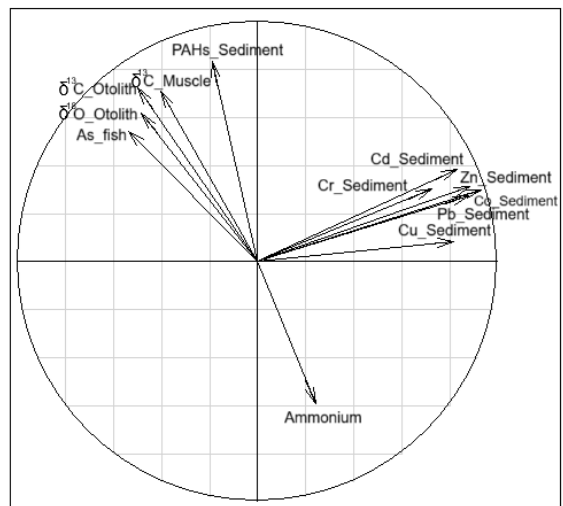 PAHs_Sediment
δ¹³C_Muscle
δ¹³C_Otolith
δ¹⁸O_Otolith
As_fish
Cd_Sediment
Zn_Sediment
Cr_Sediment
Co_Sediment
Pb_Sediment
Cu_Sediment
Ammonium